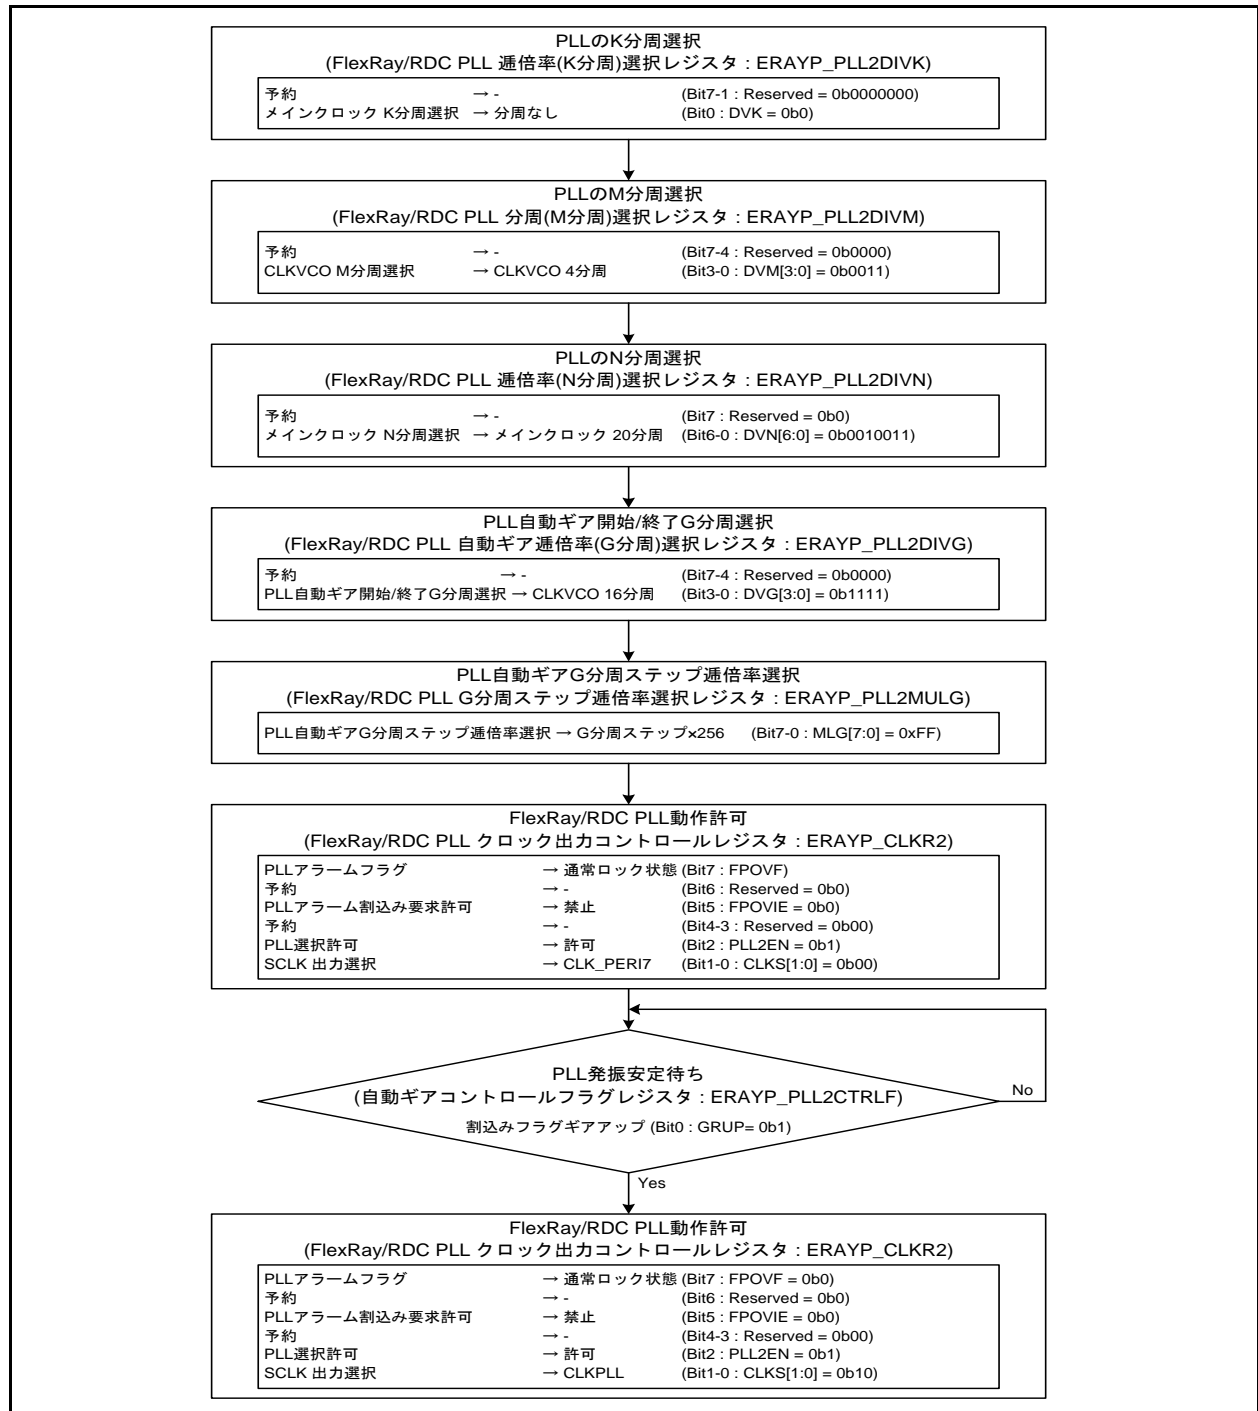 PLLのK分周選択
(FlexRay/RDC PLL 逓倍率(K分周)選択レジスタ : ERAYP_PLL2DIVK)
予約 → - (Bit7-1 : Reserved = 0b0000000)
メインクロック K分周選択 → 分周なし (Bit0 : DVK = 0b0)
PLLのM分周選択
(FlexRay/RDC PLL 分周(M分周)選択レジスタ : ERAYP_PLL2DIVM)
予約 → - (Bit7-4 : Reserved = 0b0000)
CLKVCO M分周選択 → CLKVCO 4分周 (Bit3-0 : DVM[3:0] = 0b0011)
PLLのN分周選択
(FlexRay/RDC PLL 逓倍率(N分周)選択レジスタ : ERAYP_PLL2DIVN)
予約 → - (Bit7 : Reserved = 0b0)
メインクロック N分周選択 → メインクロック 20分周 (Bit6-0 : DVN[6:0] = 0b0010011)
PLL自動ギア開始/終了G分周選択
(FlexRay/RDC PLL 自動ギア逓倍率(G分周)選択レジスタ : ERAYP_PLL2DIVG)
予約 → - (Bit7-4 : Reserved = 0b0000)
PLL自動ギア開始/終了G分周選択 → CLKVCO 16分周 (Bit3-0 : DVG[3:0] = 0b1111)
PLL自動ギアG分周ステップ逓倍率選択
(FlexRay/RDC PLL G分周ステップ逓倍率選択レジスタ : ERAYP_PLL2MULG)
PLL自動ギアG分周ステップ逓倍率選択 → G分周ステップ×256 (Bit7-0 : MLG[7:0] = 0xFF)
FlexRay/RDC PLL動作許可
(FlexRay/RDC PLL クロック出力コントロールレジスタ : ERAYP_CLKR2)
PLLアラームフラグ → 通常ロック状態 (Bit7 : FPOVF)
予約 → - (Bit6 : Reserved = 0b0)
PLLアラーム割込み要求許可 → 禁止 (Bit5 : FPOVIE = 0b0)
予約 → - (Bit4-3 : Reserved = 0b00)
PLL選択許可 → 許可 (Bit2 : PLL2EN = 0b1)
SCLK 出力選択 → CLK_PERI7 (Bit1-0 : CLKS[1:0] = 0b00)
PLL発振安定待ち
(自動ギアコントロールフラグレジスタ : ERAYP_PLL2CTRLF)
割込みフラグギアアップ (Bit0 : GRUP= 0b1)
No
Yes
FlexRay/RDC PLL動作許可
(FlexRay/RDC PLL クロック出力コントロールレジスタ : ERAYP_CLKR2)
PLLアラームフラグ → 通常ロック状態 (Bit7 : FPOVF = 0b0)
予約 → - (Bit6 : Reserved = 0b0)
PLLアラーム割込み要求許可 → 禁止 (Bit5 : FPOVIE = 0b0)
予約 → - (Bit4-3 : Reserved = 0b00)
PLL選択許可 → 許可 (Bit2 : PLL2EN = 0b1)
SCLK 出力選択 → CLKPLL (Bit1-0 : CLKS[1:0] = 0b10)